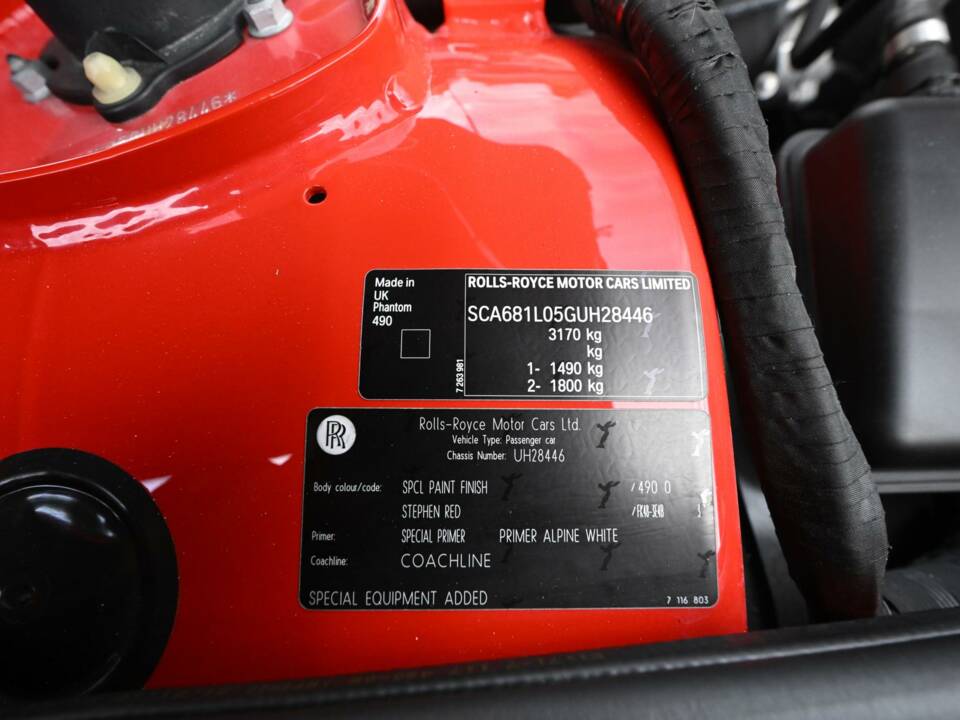 Made in
UK
Phantom
490
ROLLS-ROYCE MOTOR CARS LIMITED
SCA681L05GUH28446
3170 kg
kg
1- 1490 kg
2- 1800 kg
7 263 981
RR
Rolls-Royce Motor Cars Ltd.
Vehicle Type: Passenger car
Chassis Number: UH28446
Body colour/code: SPCL PAINT FINISH /490 0
STEPHEN RED
Primer: SPECIAL PRIMER PRIMER ALPINE WHITE
Coachline: COACHLINE
SPECIAL EQUIPMENT ADDED
7 116 803